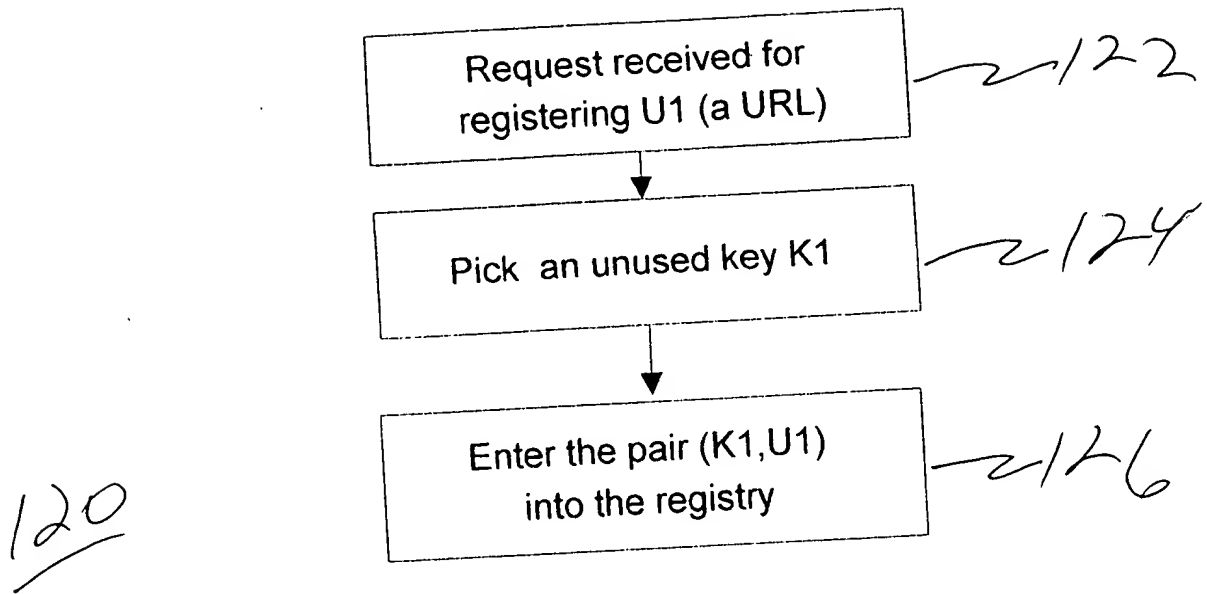 Request received for
registering U1 (a URL)
122
Pick an unused key K1
124
Enter the pair (K1,U1)
into the registry
126
120